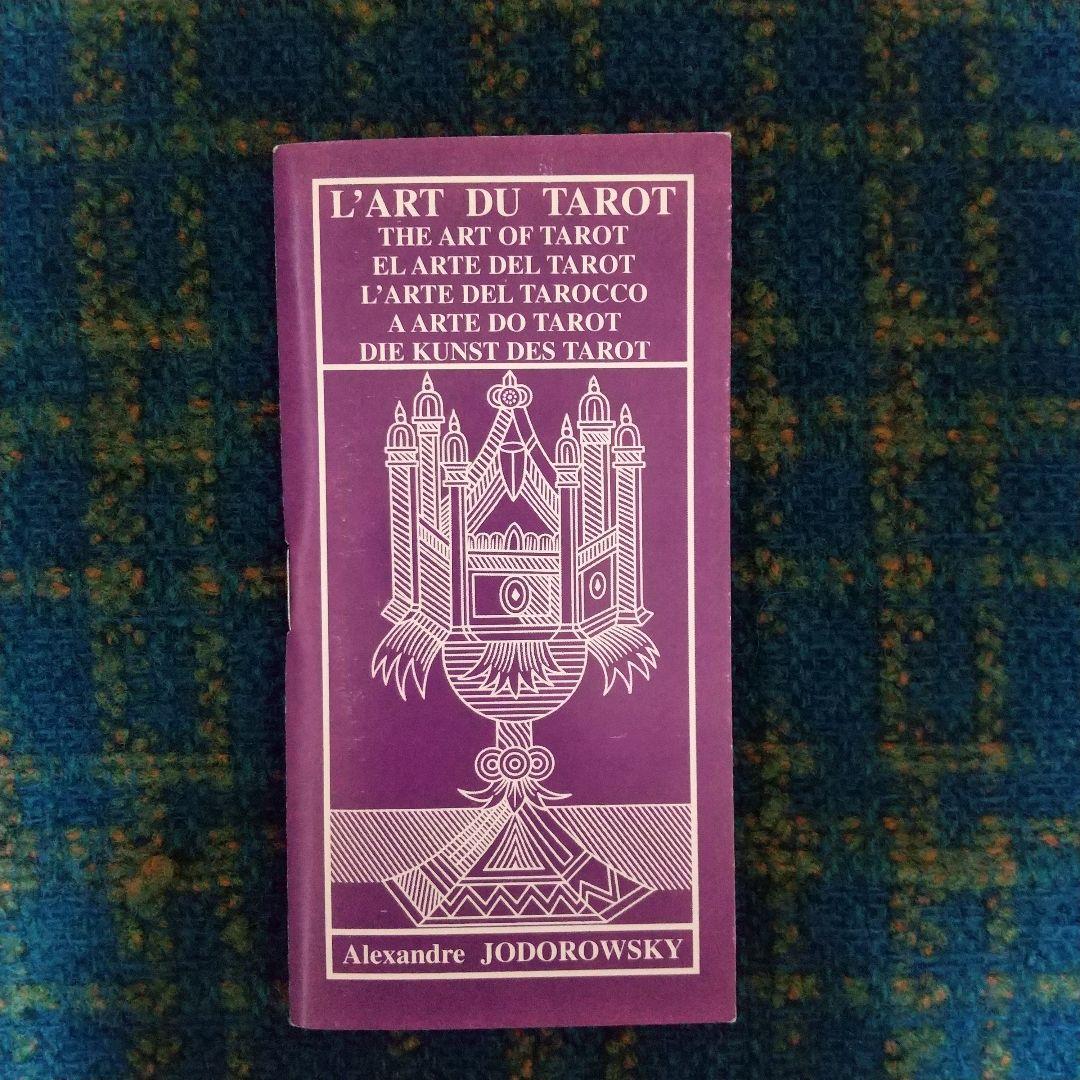 L'ART DU TAROT
THE ART OF TAROT
EL ARTE DEL TAROT
L'ARTE DEL TAROCCO
A ARTE DO TAROT
DIE KUNST DES TAROT
Alexandre JODOROWSKY